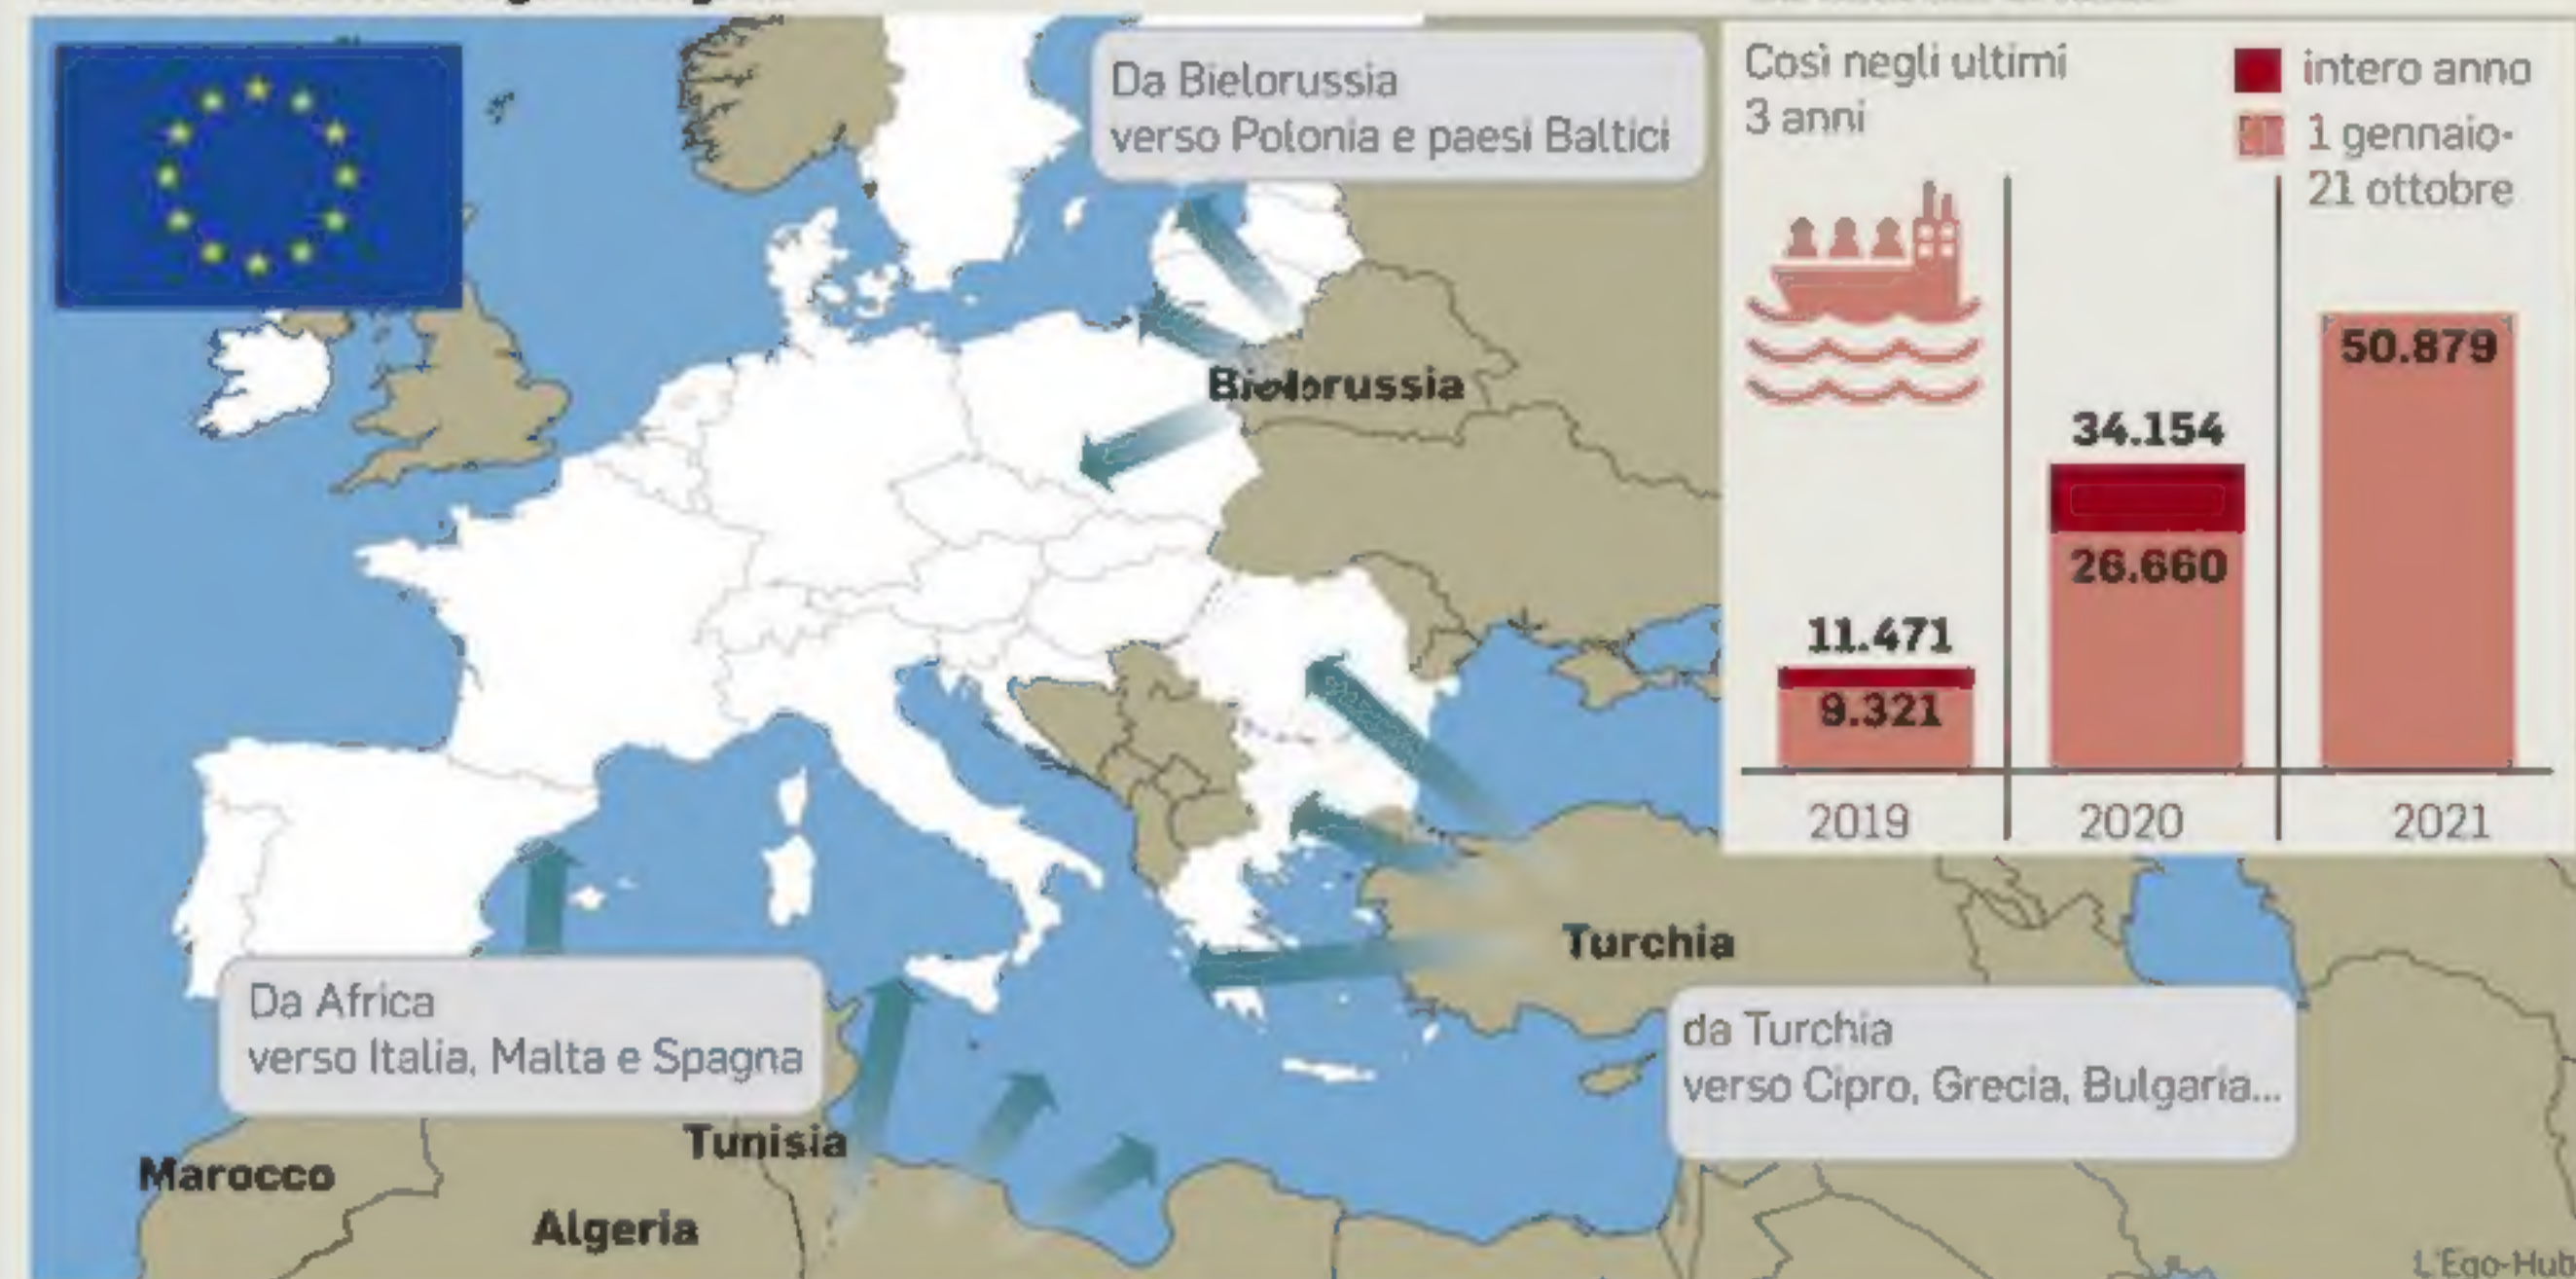 Da Bielorussia
verso Polonia e paesi Baltici
Così negli ultimi
3 anni
intero anno
1 gennaio-
21 ottobre
50.879
34.154
26.660
11.471
9.321
2019
2020
2021
Bielorussia
Turchia
da Turchia
verso Cipro, Grecia, Bulgaria...
Da Africa
verso Italia, Malta e Spagna
Tunisia
Marocco
Algeria
L'Ego-Hub